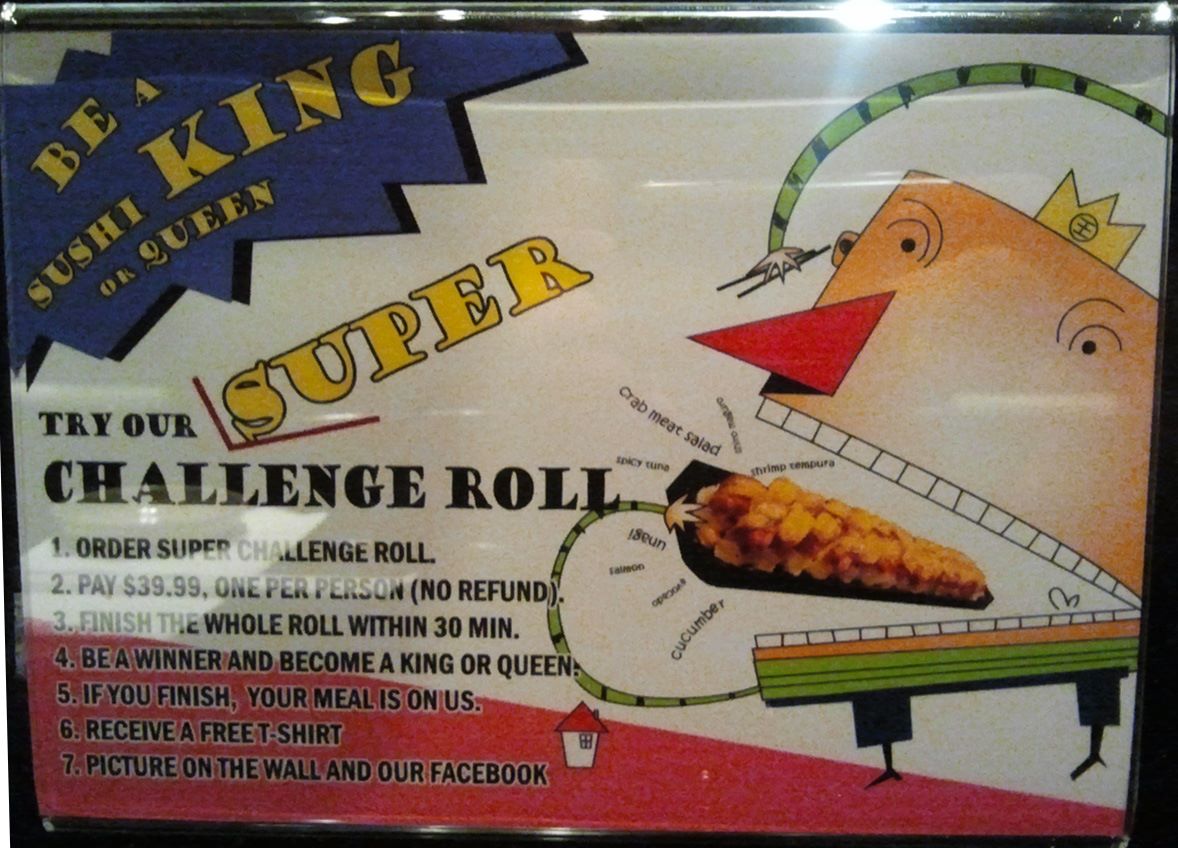 BE A
SUSHI KING
OR QUEEN
TRY OUR SUPER
CHALLENGE ROLL
1. ORDER SUPER CHALLENGE ROLL.
2. PAY $39.99, ONE PER PERSON (NO REFUND).
3. FINISH THE WHOLE ROLL WITHIN 30 MIN.
4. BE A WINNER AND BECOME A KING OR QUEEN.
5. IF YOU FINISH, YOUR MEAL IS ON US.
6. RECEIVE A FREE T-SHIRT
7. PICTURE ON THE WALL AND OUR FACEBOOK
crab meat salad
spicy tuna
shrimp tempura
unagi
salmon
avocado
cucumber